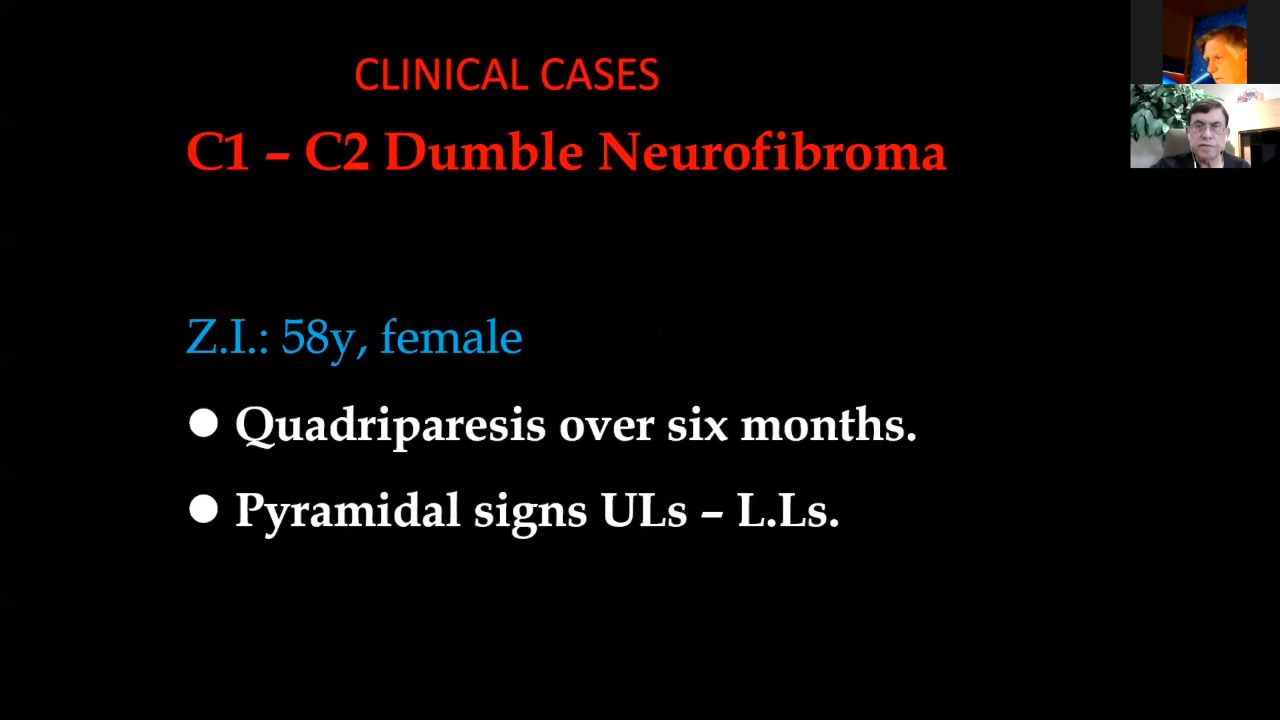 CLINICAL CASES
C1 – C2 Dumble Neurofibroma
Z.I.: 58y, female
● Quadriparesis over six months.
● Pyramidal signs ULs – L.Ls.